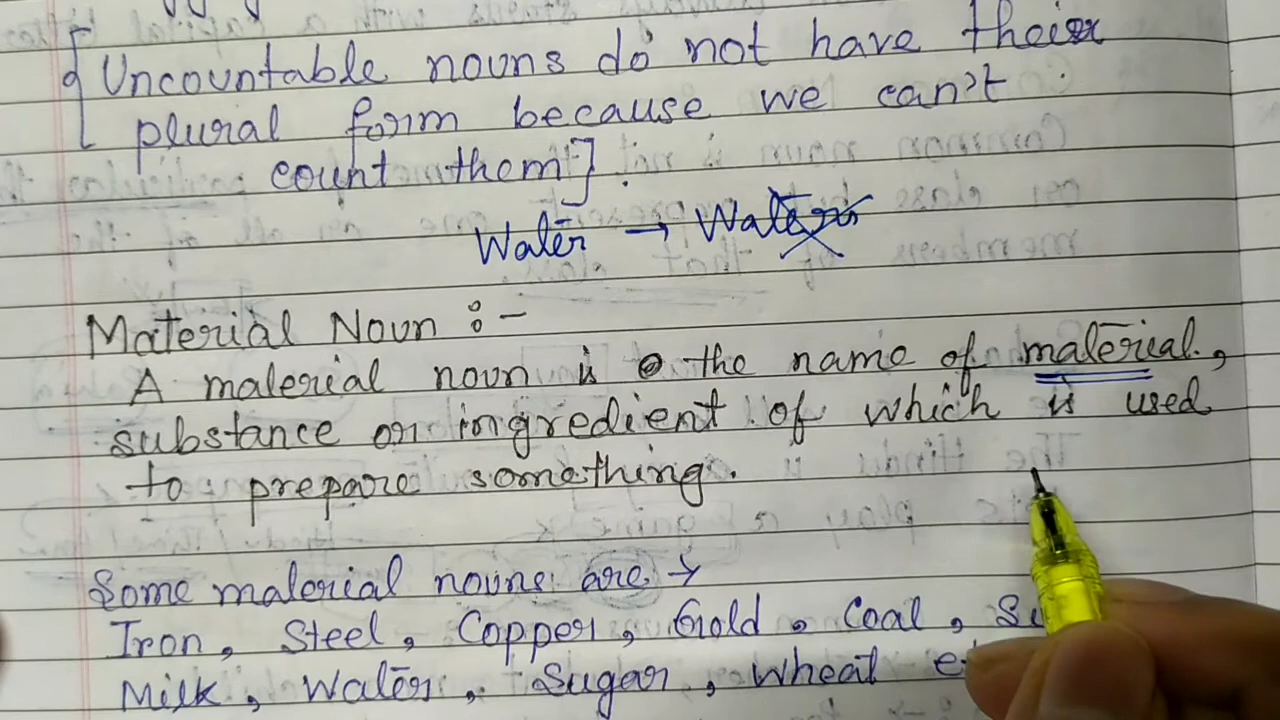 [Uncountable nouns do not have their
plural form because we can't
count them].
Water → Waters
Material Noun :-
A material noun is the name of material,
substance or ingredient of which is used
to prepare something.
Some material nouns are →
Iron, Steel, Copper, Gold, Coal,
Milk, Water, Sugar, Wheat